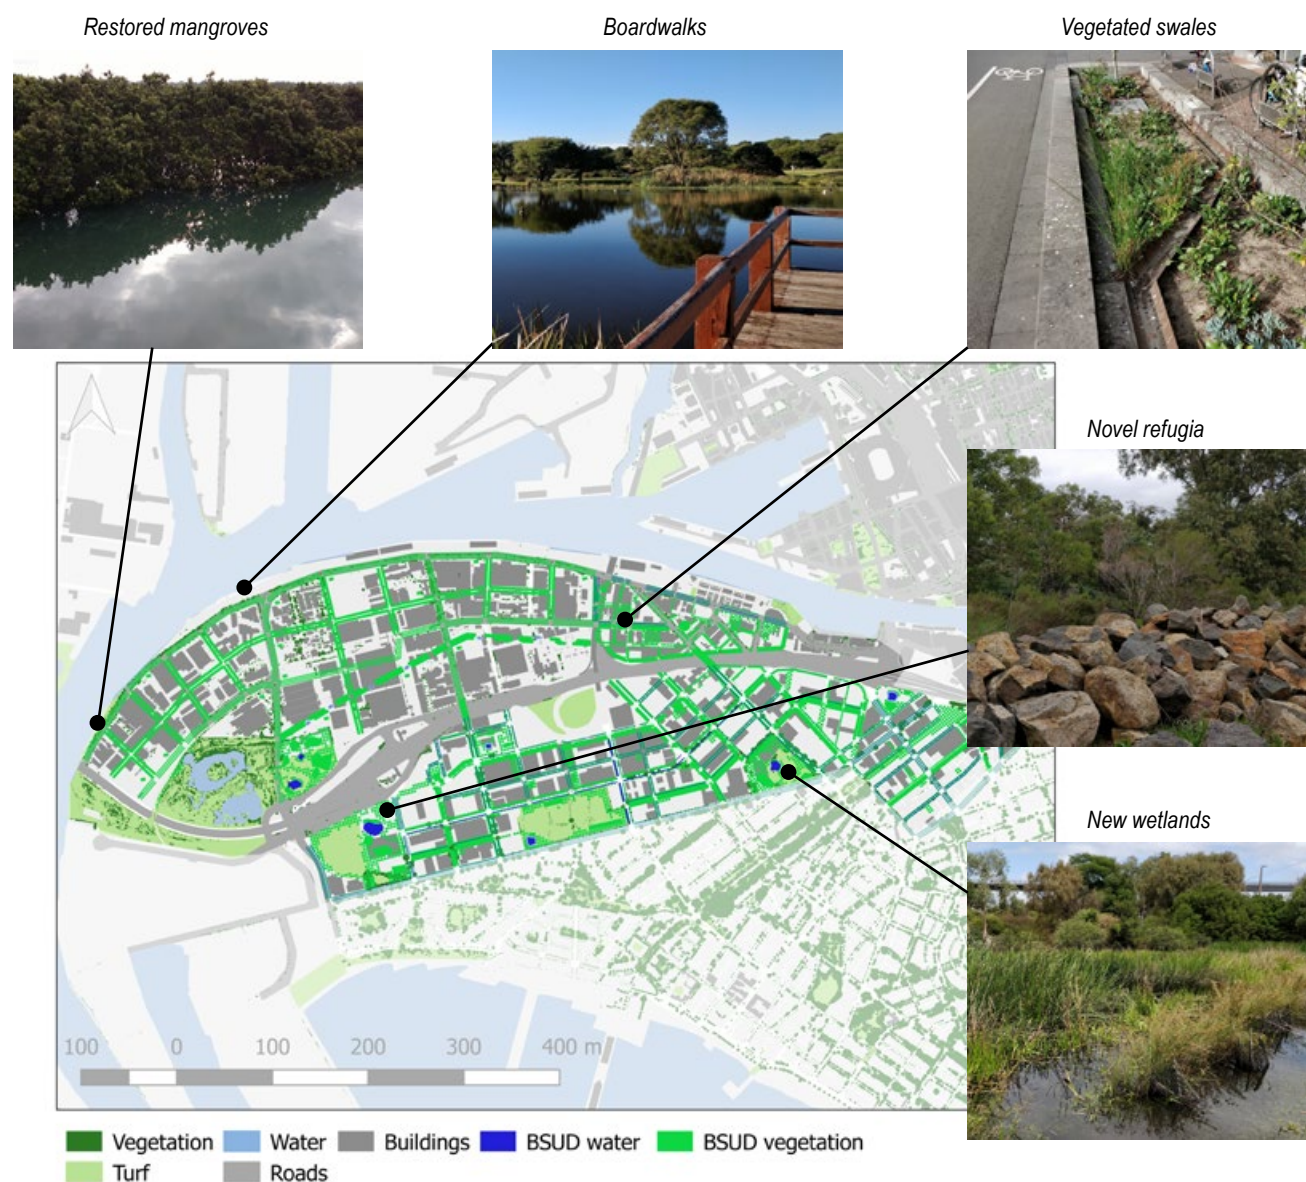 Restored mangroves
Boardwalks
Vegetated swales
Novel refugia
New wetlands
100 0 100 200 300 400 m
Vegetation Water Buildings BSUD water BSUD vegetation
Turf Roads